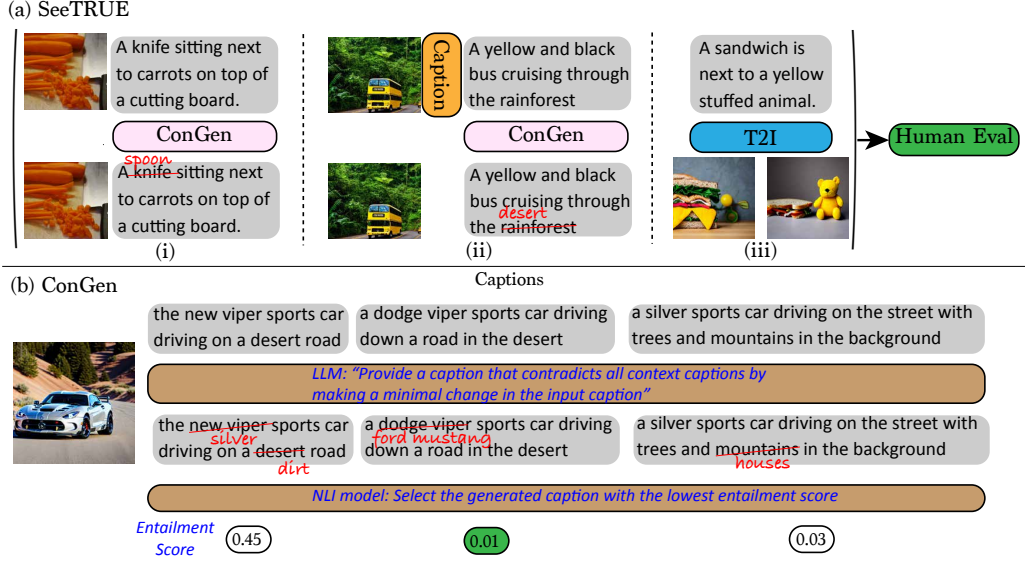 (a) SeeTRUE
A knife sitting next
to carrots on top of
a cutting board.
ConGen
spoon
A knife sitting next
to carrots on top of
a cutting board.
(i)
Caption
A yellow and black
bus cruising through
the rainforest
ConGen
A yellow and black
bus cruising through
desert
the rainforest
(ii)
A sandwich is
next to a yellow
stuffed animal.
T2I
(iii)
Human Eval
(b) ConGen
Captions
the new viper sports car
driving on a desert road
a dodge viper sports car driving
down a road in the desert
a silver sports car driving on the street with
trees and mountains in the background
LLM: “Provide a caption that contradicts all context captions by
making a minimal change in the input caption”
the new viper sports car
silver
driving on a desert road
dirt
a dodge viper sports car driving
ford mustang
down a road in the desert
a silver sports car driving on the street with
trees and mountains in the background
houses
NLI model: Select the generated caption with the lowest entailment score
Entailment
Score
0.45
0.01
0.03